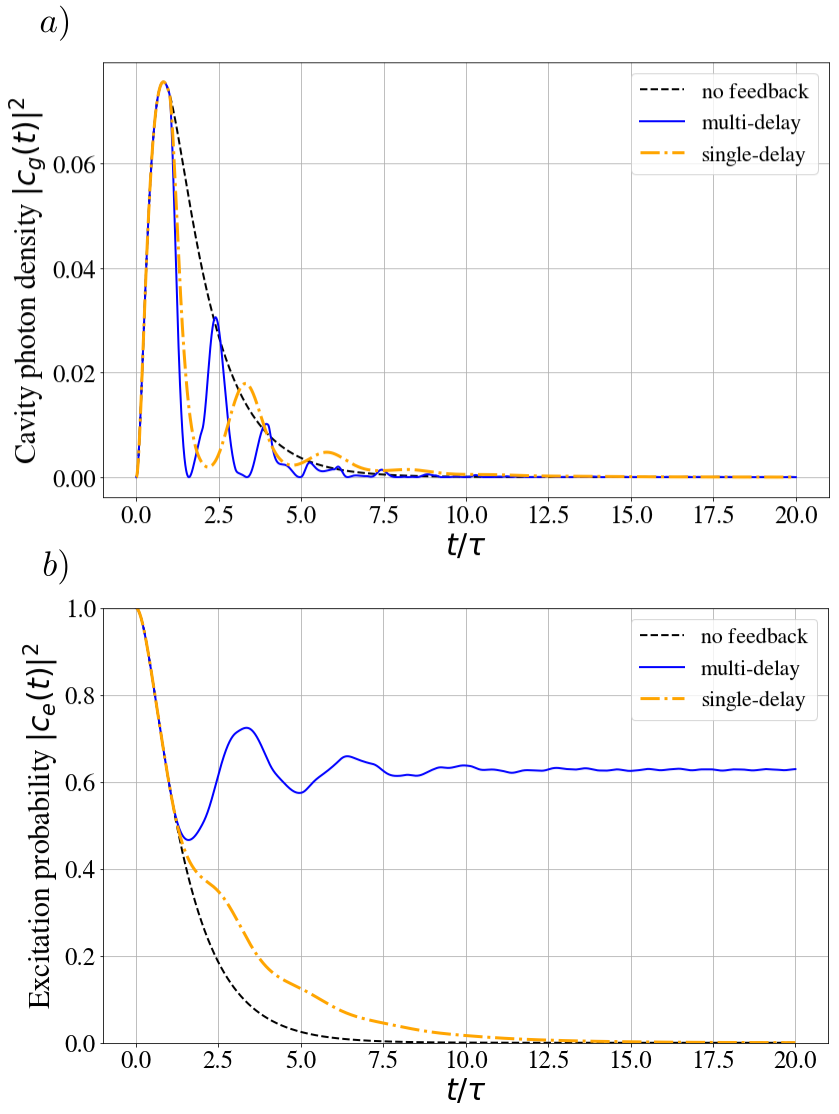 a)
Cavity photon density |c_g(t)|^2
0.06
0.04
0.02
0.00
no feedback
multi-delay
single-delay
0.0 2.5 5.0 7.5 10.0 12.5 15.0 17.5 20.0
t/τ
b)
Excitation probability |c_e(t)|^2
1.0
0.8
0.6
0.4
0.2
0.0
no feedback
multi-delay
single-delay
0.0 2.5 5.0 7.5 10.0 12.5 15.0 17.5 20.0
t/τ